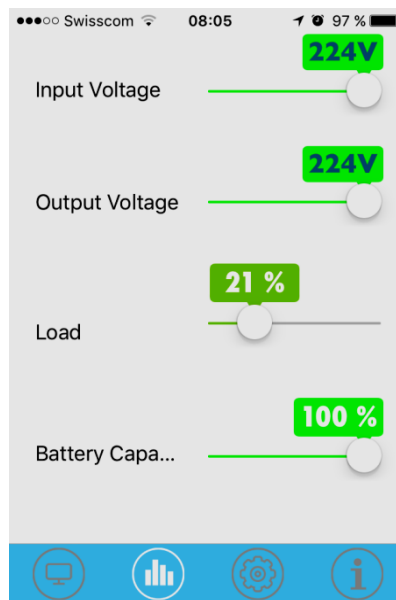 Swisscom 08:05 97 %
224V
Input Voltage
224V
Output Voltage
21 %
Load
100 %
Battery Capa...
i